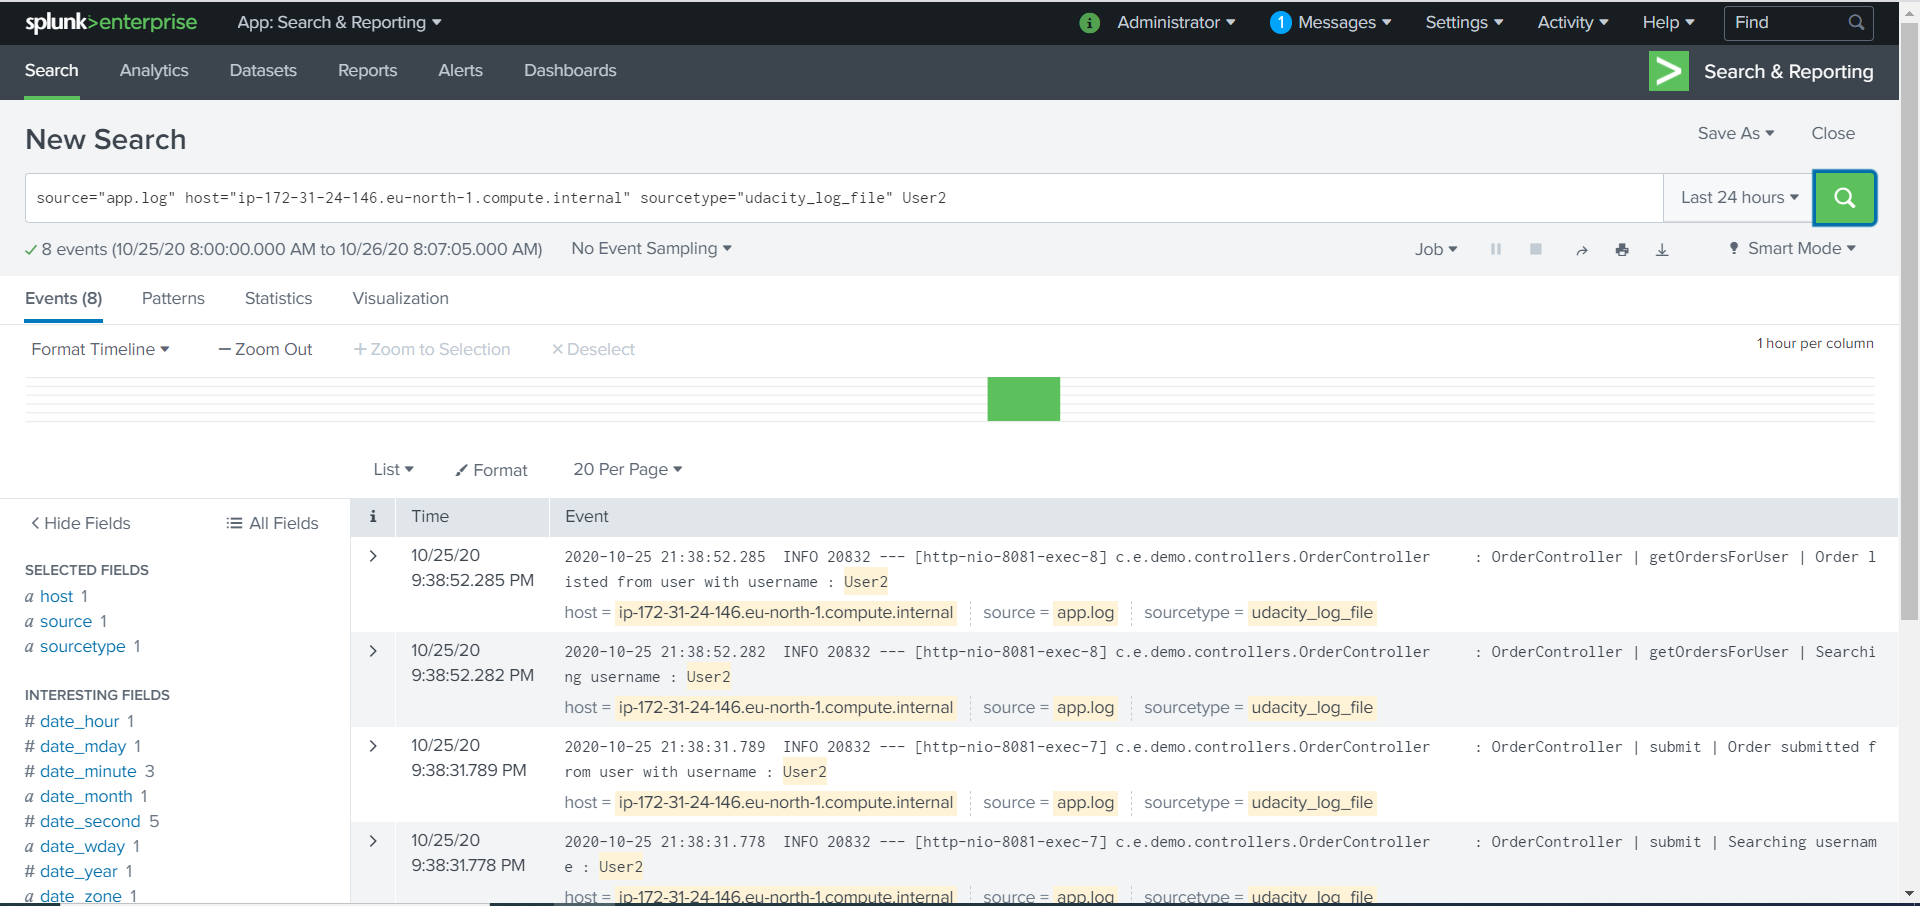 splunk>enterprise App: Search & Reporting i Administrator 1 Messages Settings Activity Help Find
Search Analytics Datasets Reports Alerts Dashboards > Search & Reporting
New Search Save As Close
source="app.log" host="ip-172-31-24-146.eu-north-1.compute.internal" sourcetype="udacity_log_file" User2 Last 24 hours
8 events (10/25/20 8:00:00.000 AM to 10/26/20 8:07:05.000 AM) No Event Sampling Job Smart Mode
Events (8) Patterns Statistics Visualization
Format Timeline — Zoom Out + Zoom to Selection × Deselect 1 hour per column
List Format 20 Per Page
< Hide Fields All Fields
SELECTED FIELDS
a host 1
a source 1
a sourcetype 1
INTERESTING FIELDS
# date_hour 1
# date_mday 1
# date_minute 3
a date_month 1
# date_second 5
a date_wday 1
# date_year 1
a date_zone 1
i Time Event
> 10/25/20 9:38:52.285 PM
2020-10-25 21:38:52.285 INFO 20832 --- [http-nio-8081-exec-8] c.e.demo.controllers.OrderController : OrderController | getOrdersForUser | Order l
isted from user with username : User2
host = ip-172-31-24-146.eu-north-1.compute.internal source = app.log sourcetype = udacity_log_file
> 10/25/20 9:38:52.282 PM
2020-10-25 21:38:52.282 INFO 20832 --- [http-nio-8081-exec-8] c.e.demo.controllers.OrderController : OrderController | getOrdersForUser | Searchi
ng username : User2
host = ip-172-31-24-146.eu-north-1.compute.internal source = app.log sourcetype = udacity_log_file
> 10/25/20 9:38:31.789 PM
2020-10-25 21:38:31.789 INFO 20832 --- [http-nio-8081-exec-7] c.e.demo.controllers.OrderController : OrderController | submit | Order submitted f
rom user with username : User2
host = ip-172-31-24-146.eu-north-1.compute.internal source = app.log sourcetype = udacity_log_file
> 10/25/20 9:38:31.778 PM
2020-10-25 21:38:31.778 INFO 20832 --- [http-nio-8081-exec-7] c.e.demo.controllers.OrderController : OrderController | submit | Searching usernam
e : User2
host = ip-172-31-24-146.eu-north-1.compute.internal source = app.log sourcetype = udacity_log_file